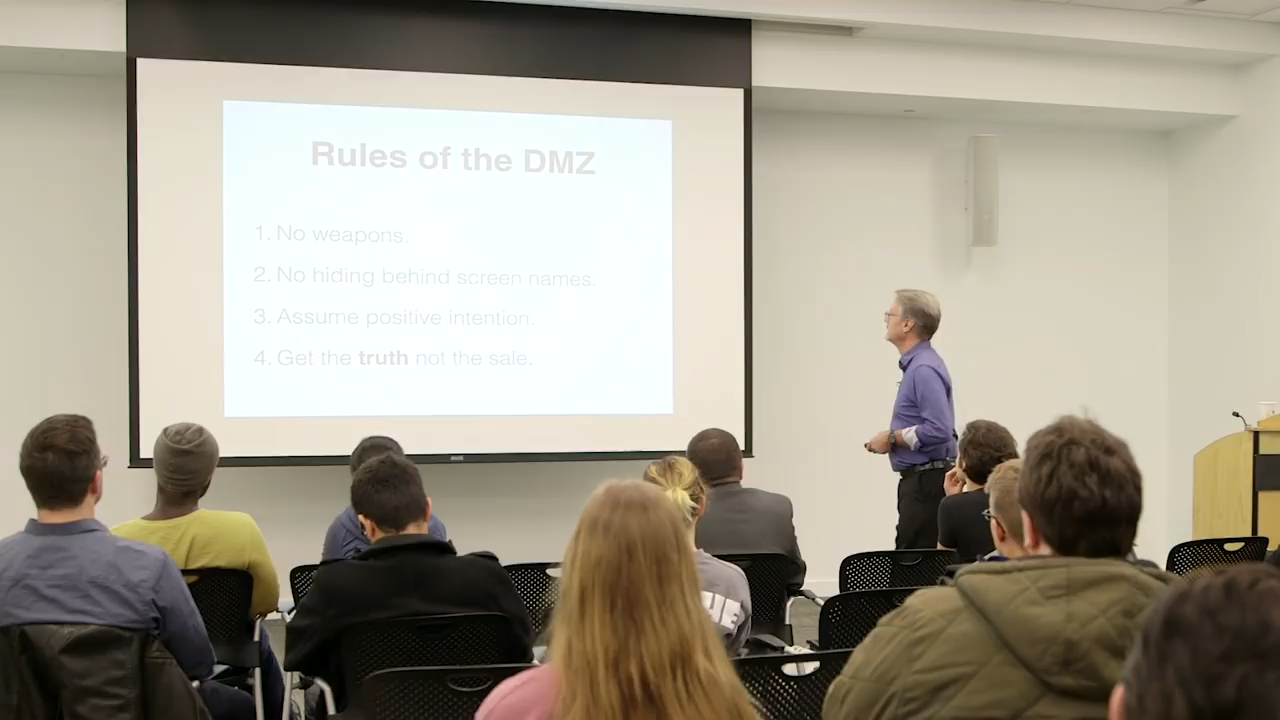 Rules of the DMZ
1. No weapons.
2. No hiding behind screen names.
3. Assume positive intention.
4. Get the truth not the sale.
UE